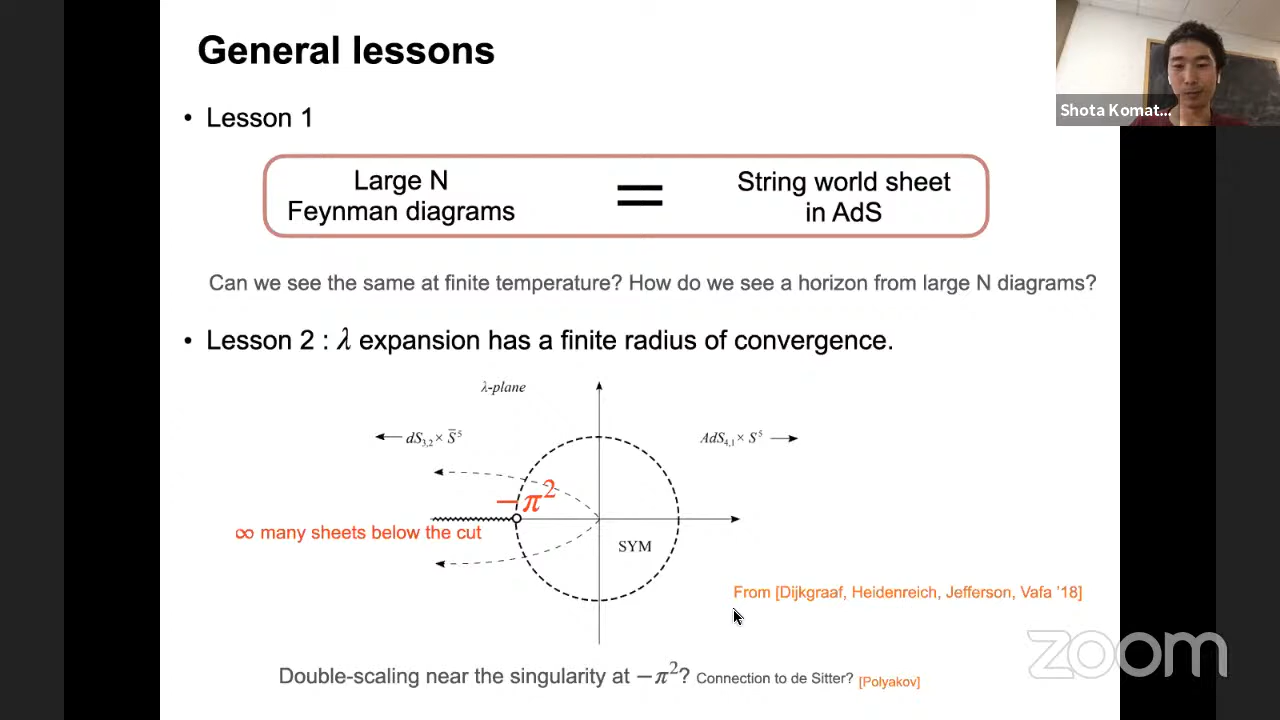 General lessons
Shota Komat...
• Lesson 1
Large N
Feynman diagrams
=
String world sheet
in AdS
Can we see the same at finite temperature? How do we see a horizon from large N diagrams?
• Lesson 2 : λ expansion has a finite radius of convergence.
λ-plane
dS₃,₂ × S̅⁵
AdS₄,₁ × S⁵
−π²
∞ many sheets below the cut
SYM
From [Dijkgraaf, Heidenreich, Jefferson, Vafa '18]
zoom
Double-scaling near the singularity at −π²? Connection to de Sitter? [Polyakov]